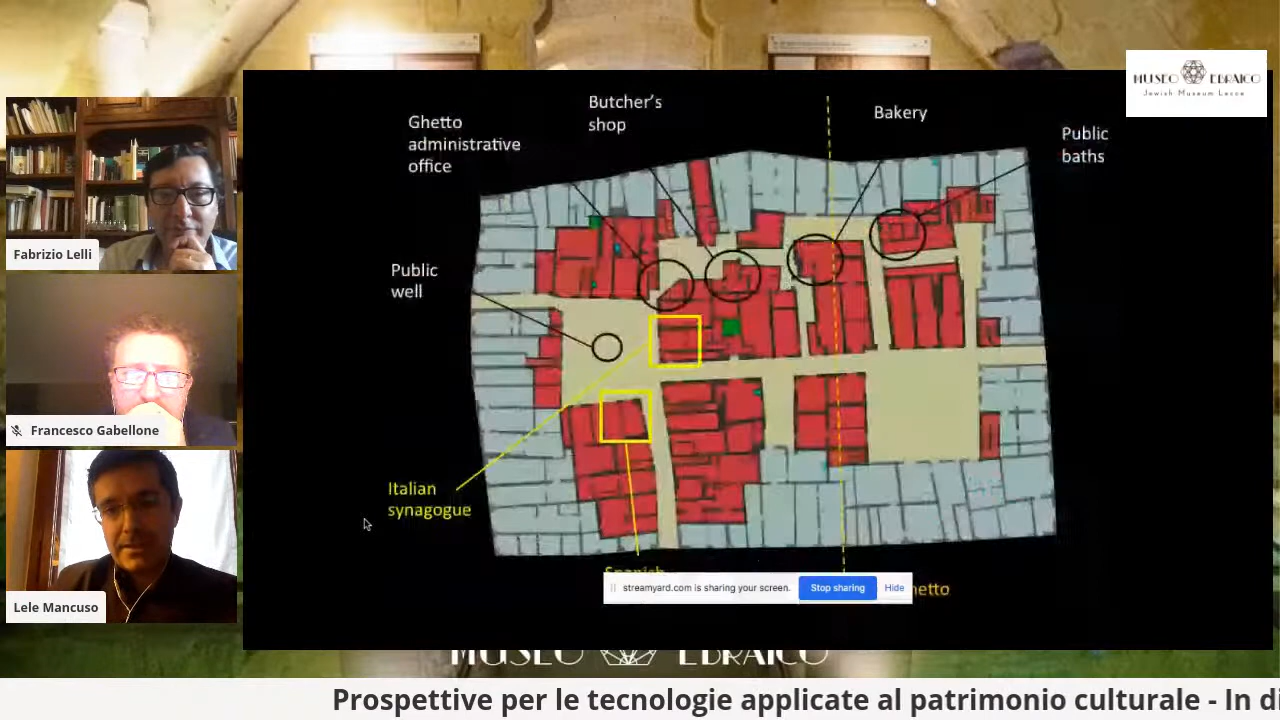 MUSEO EBRAICO
Jewish Museum Lecce
Butcher's
shop
Bakery
Ghetto
administrative
office
Public
baths
Fabrizio Lelli
Public
well
Francesco Gabellone
Italian
synagogue
Spanish
streamyard.com is sharing your screen.
Stop sharing
Hide
Lele Mancuso
MUSEO EBRAICO
Prospettive per le tecnologie applicate al patrimonio culturale - In di